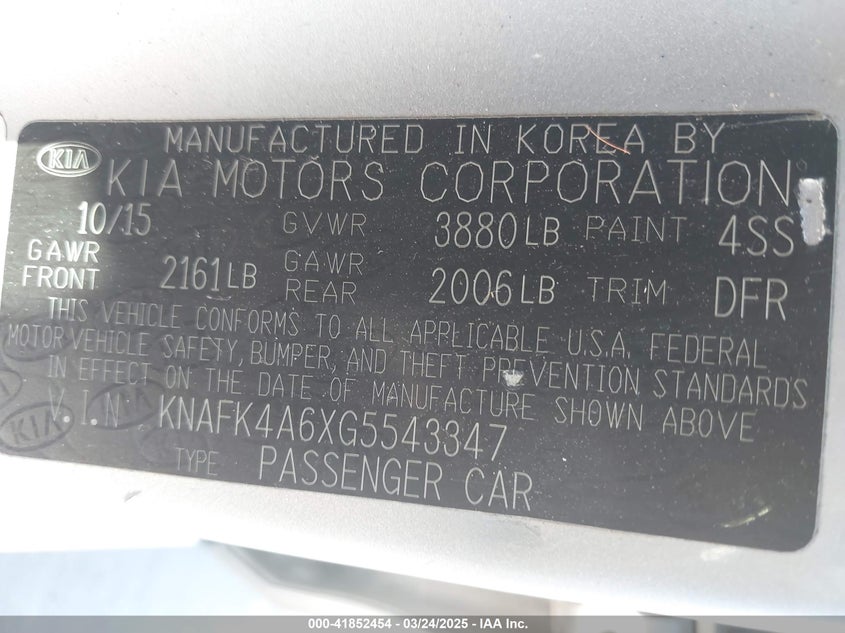 KIA
MANUFACTURED IN KOREA BY
KIA MOTORS CORPORATION
10/15 GVWR 3880LB PAINT 4SS
GAWR FRONT 2161LB GAWR REAR 2006LB TRIM DFR
THIS VEHICLE CONFORMS TO ALL APPLICABLE U.S.A. FEDERAL
MOTOR VEHICLE SAFETY, BUMPER, AND THEFT PREVENTION STANDARDS
IN EFFECT ON THE DATE OF MANUFACTURE SHOWN ABOVE
V.I.N KNAFK4A6XG5543347
TYPE PASSENGER CAR
KIA
000-41852454 - 03/24/2025 - IAA Inc.